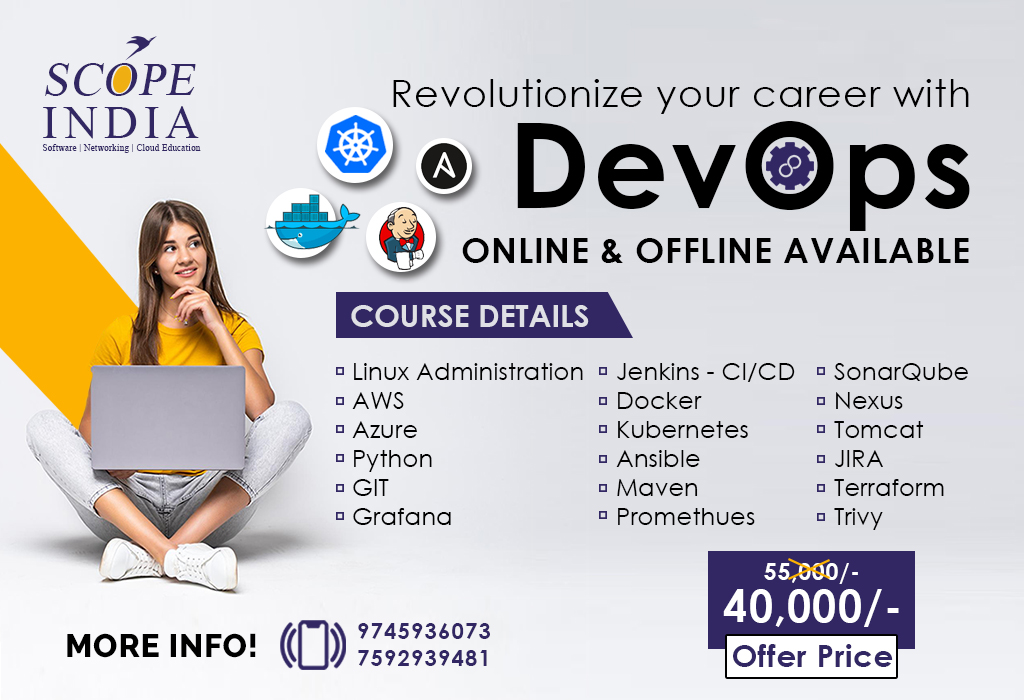 SCOPE
INDIA
Software | Networking | Cloud Education
Revolutionize your career with
DevOps
ONLINE & OFFLINE AVAILABLE
COURSE DETAILS
Linux Administration
AWS
Azure
Python
GIT
Grafana
Jenkins - CI/CD
Docker
Kubernetes
Ansible
Maven
Promethues
SonarQube
Nexus
Tomcat
JIRA
Terraform
Trivy
55,000/-
40,000/-
Offer Price
MORE INFO!
9745936073
7592939481